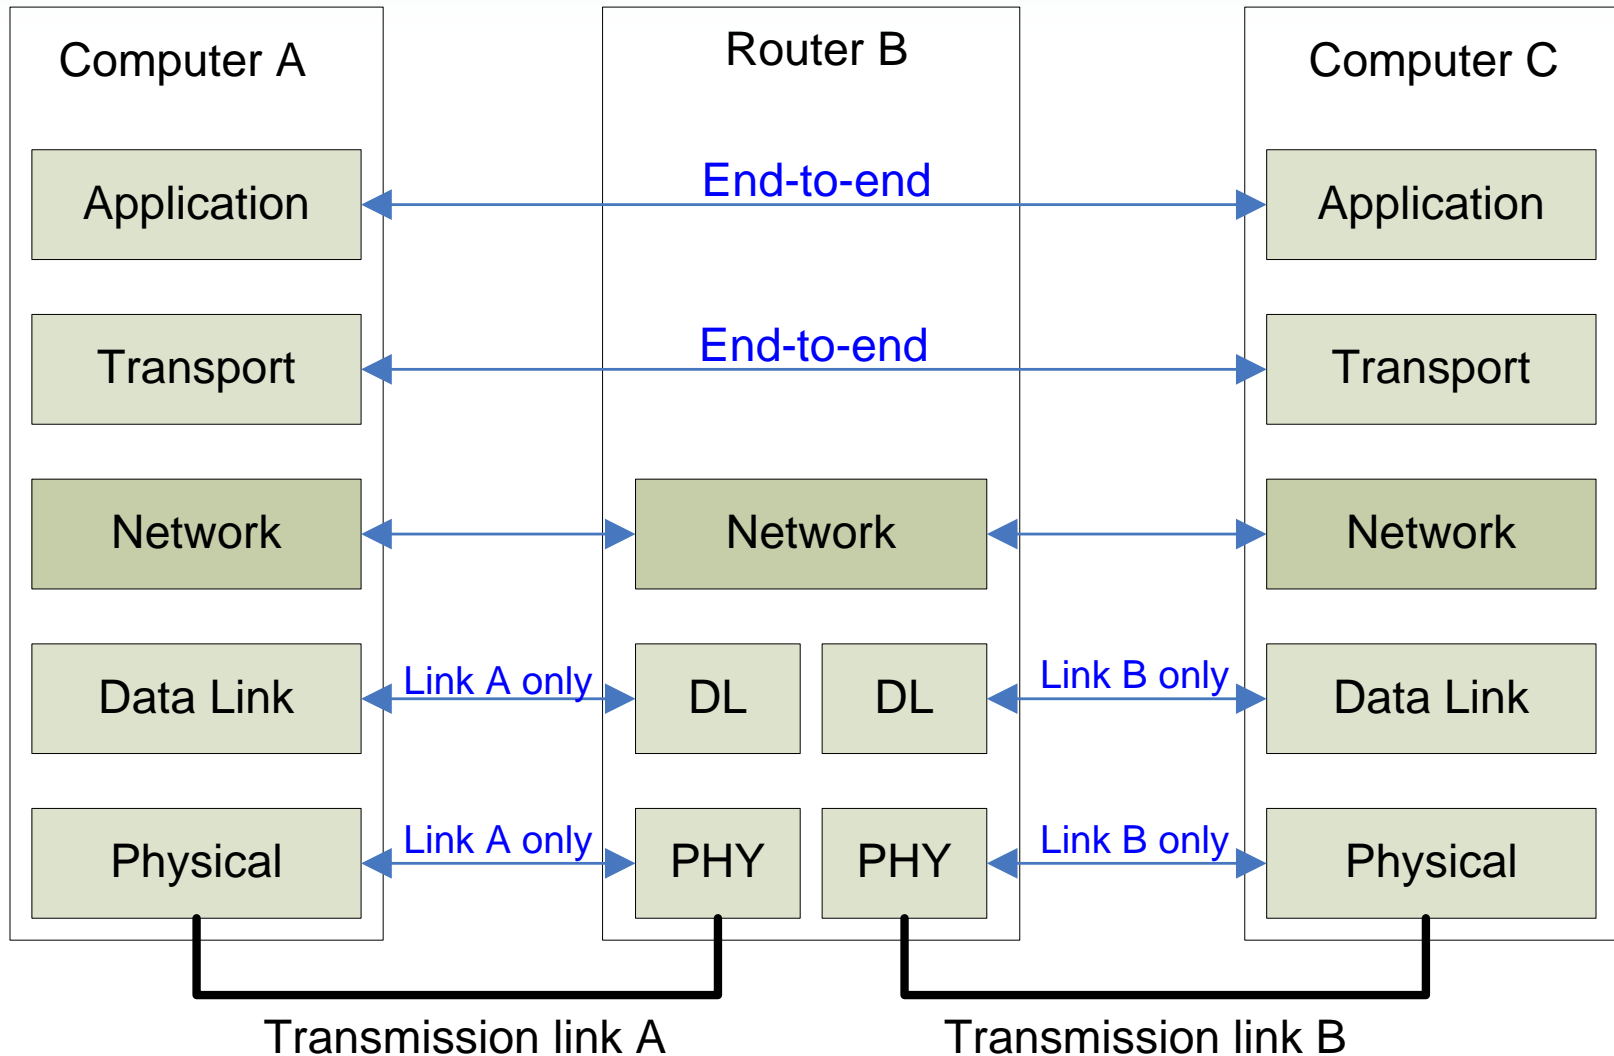 Computer A
Router B
Computer C
Application
End-to-end
Application
Transport
End-to-end
Transport
Network
Network
Network
Data Link
Link A only
DL
DL
Link B only
Data Link
Physical
Link A only
PHY
PHY
Link B only
Physical
Transmission link A
Transmission link B